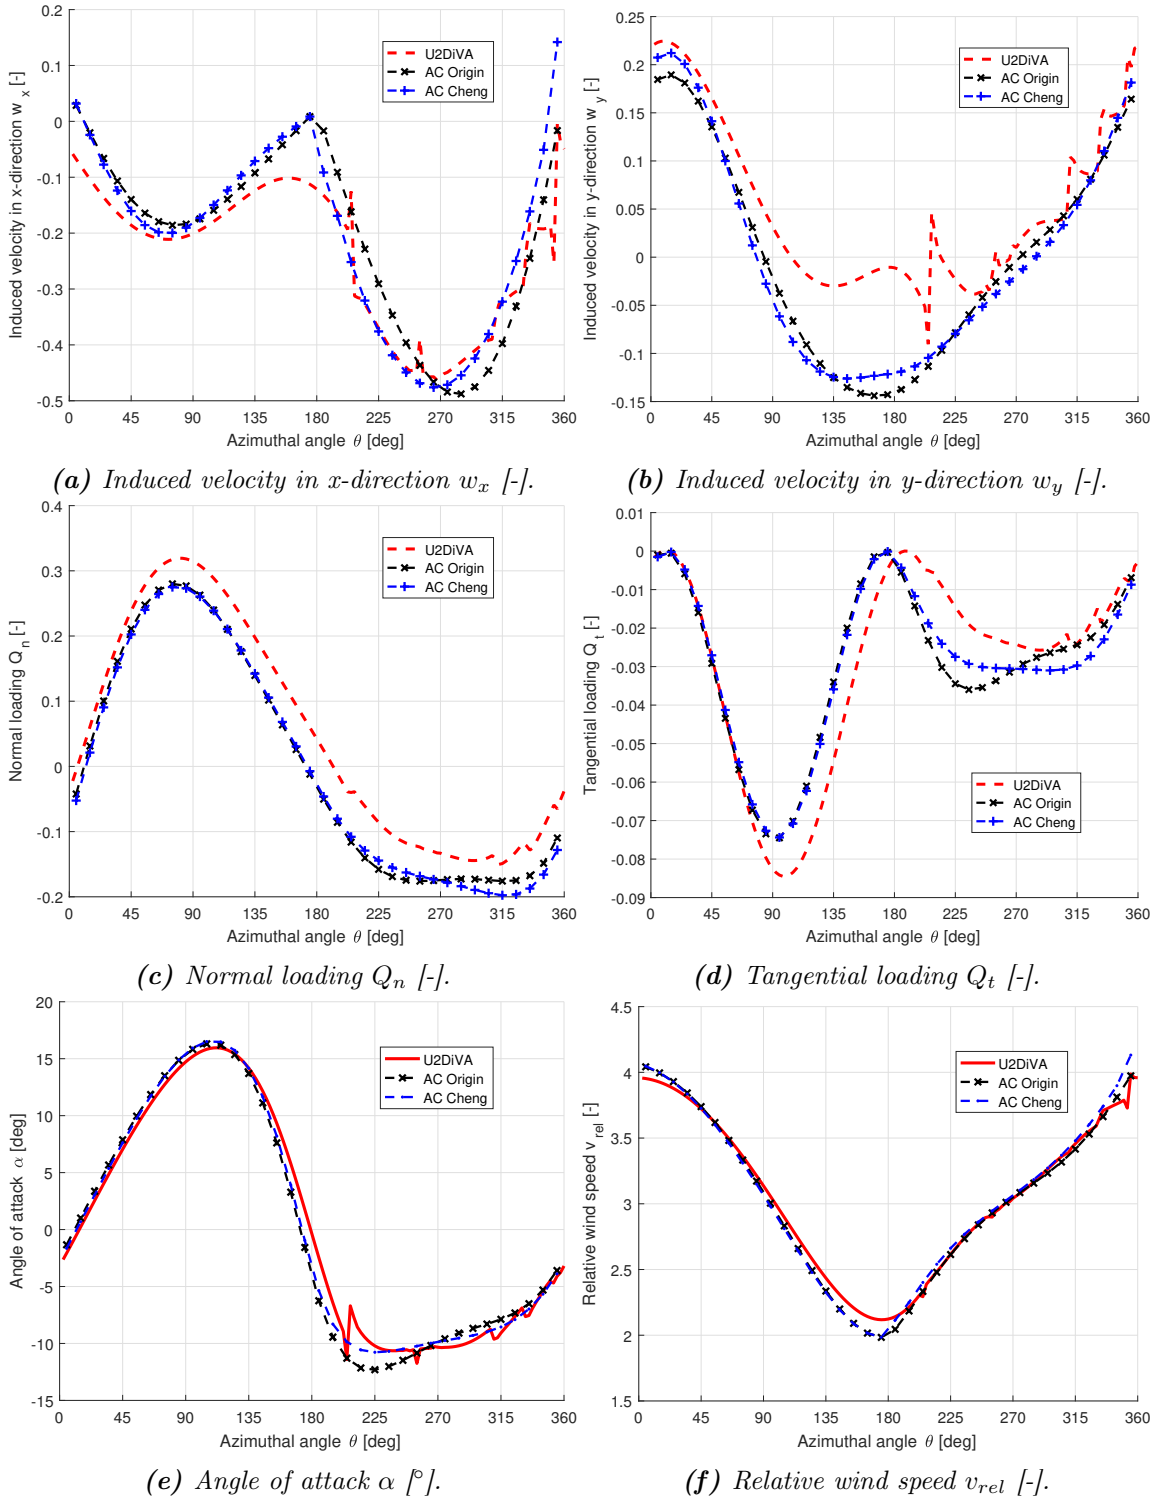 0.2
0.1
0
-0.1
-0.2
-0.3
-0.4
-0.5
0 45 90 135 180 225 270 315 360
Induced velocity in x-direction w_x [-]
Azimuthal angle θ [deg]
U2DiVA
AC Origin
AC Cheng
(a) Induced velocity in x-direction w_x [-].
0.25
0.2
0.15
0.1
0.05
0
-0.05
-0.1
-0.15
0 45 90 135 180 225 270 315 360
Induced velocity in y-direction w_y [-]
Azimuthal angle θ [deg]
U2DiVA
AC Origin
AC Cheng
(b) Induced velocity in y-direction w_y [-].
0.4
0.3
0.2
0.1
0
-0.1
-0.2
0 45 90 135 180 225 270 315 360
Normal loading Q_n [-]
Azimuthal angle θ [deg]
U2DiVA
AC Origin
AC Cheng
(c) Normal loading Q_n [-].
0.01
0
-0.01
-0.02
-0.03
-0.04
-0.05
-0.06
-0.07
-0.08
-0.09
0 45 90 135 180 225 270 315 360
Tangential loading Q_t [-]
Azimuthal angle θ [deg]
U2DiVA
AC Origin
AC Cheng
(d) Tangential loading Q_t [-].
20
15
10
5
0
-5
-10
-15
0 45 90 135 180 225 270 315 360
Angle of attack α [deg]
Azimuthal angle θ [deg]
U2DiVA
AC Origin
AC Cheng
(e) Angle of attack α [°].
4.5
4
3.5
3
2.5
2
1.5
0 45 90 135 180 225 270 315 360
Relative wind speed v_rel [-]
Azimuthal angle θ [deg]
U2DiVA
AC Origin
AC Cheng
(f) Relative wind speed v_rel [-].